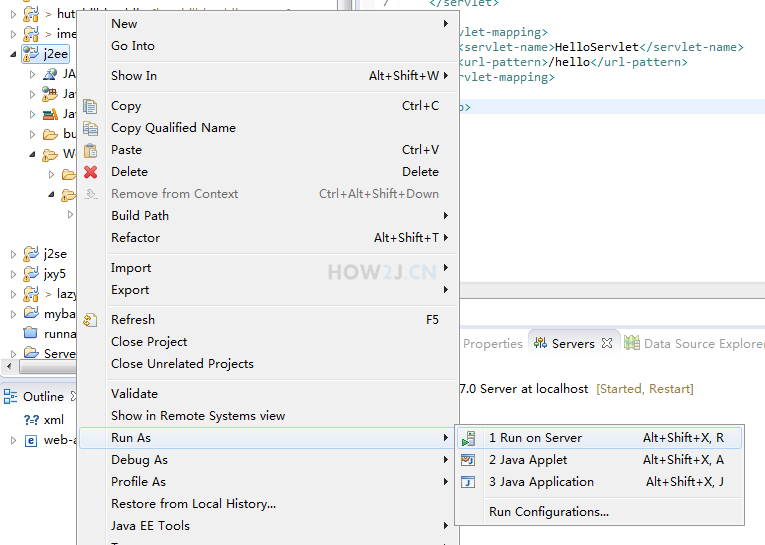 > hut
> ime
j2ee
JA
Jav
Jav
bu
We
j2se
jxy5
> lazy
myba
runna
Server
Outline
xml
web-a
New
Go Into
Show In Alt+Shift+W
Copy Ctrl+C
Copy Qualified Name
Paste Ctrl+V
Delete Delete
Remove from Context Ctrl+Alt+Shift+Down
Build Path
Refactor Alt+Shift+T
Import
Export
Refresh F5
Close Project
Close Unrelated Projects
Validate
Show in Remote Systems view
Run As
Debug As
Profile As
Restore from Local History...
Java EE Tools
HOW2J.CN
7 </servlet>
vlet-mapping>
<servlet-name>HelloServlet</servlet-name>
<url-pattern>/hello</url-pattern>
rvlet-mapping>
>
Properties Servers Data Source Explorer
7.0 Server at localhost [Started, Restart]
1 Run on Server Alt+Shift+X, R
2 Java Applet Alt+Shift+X, A
3 Java Application Alt+Shift+X, J
Run Configurations...